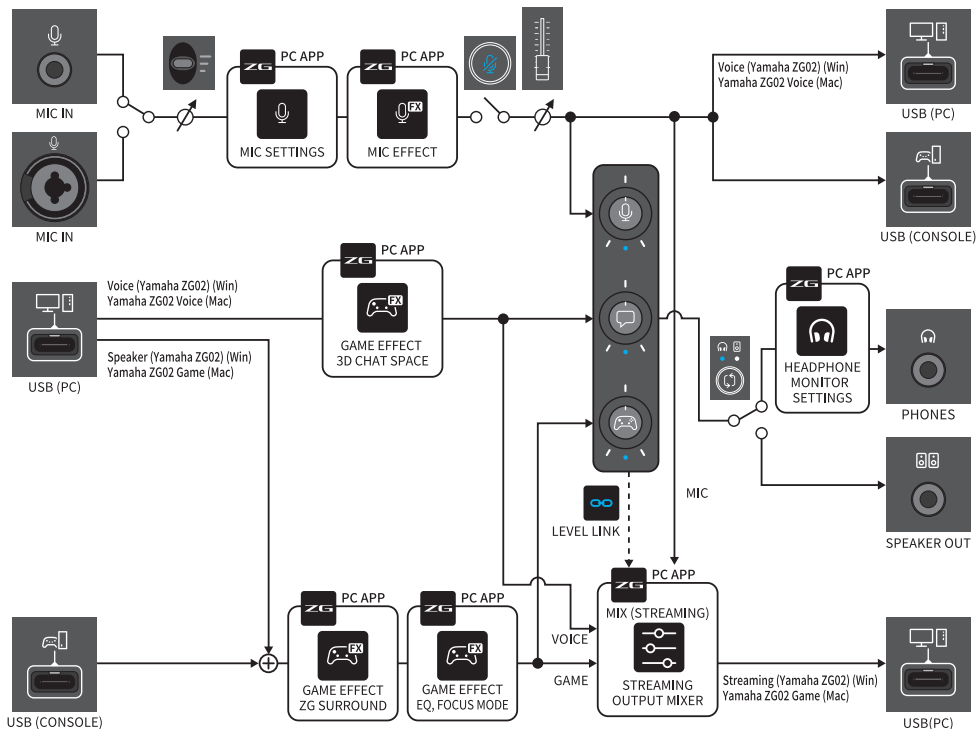 MIC IN
MIC IN
ZG
PC APP
MIC SETTINGS
ZG
PC APP
FX
MIC EFFECT
Voice (Yamaha ZG02) (Win)
Yamaha ZG02 Voice (Mac)
USB (PC)
USB (CONSOLE)
Voice (Yamaha ZG02) (Win)
Yamaha ZG02 Voice (Mac)
Speaker (Yamaha ZG02) (Win)
Yamaha ZG02 Game (Mac)
USB (PC)
ZG
PC APP
FX
GAME EFFECT
3D CHAT SPACE
ZG
PC APP
HEADPHONE
MONITOR
SETTINGS
PHONES
SPEAKER OUT
LEVEL LINK
MIC
USB (CONSOLE)
ZG
PC APP
FX
GAME EFFECT
ZG SURROUND
ZG
PC APP
FX
GAME EFFECT
EQ, FOCUS MODE
VOICE
GAME
ZG
PC APP
MIX (STREAMING)
STREAMING
OUTPUT MIXER
Streaming (Yamaha ZG02) (Win)
Yamaha ZG02 Game (Mac)
USB(PC)